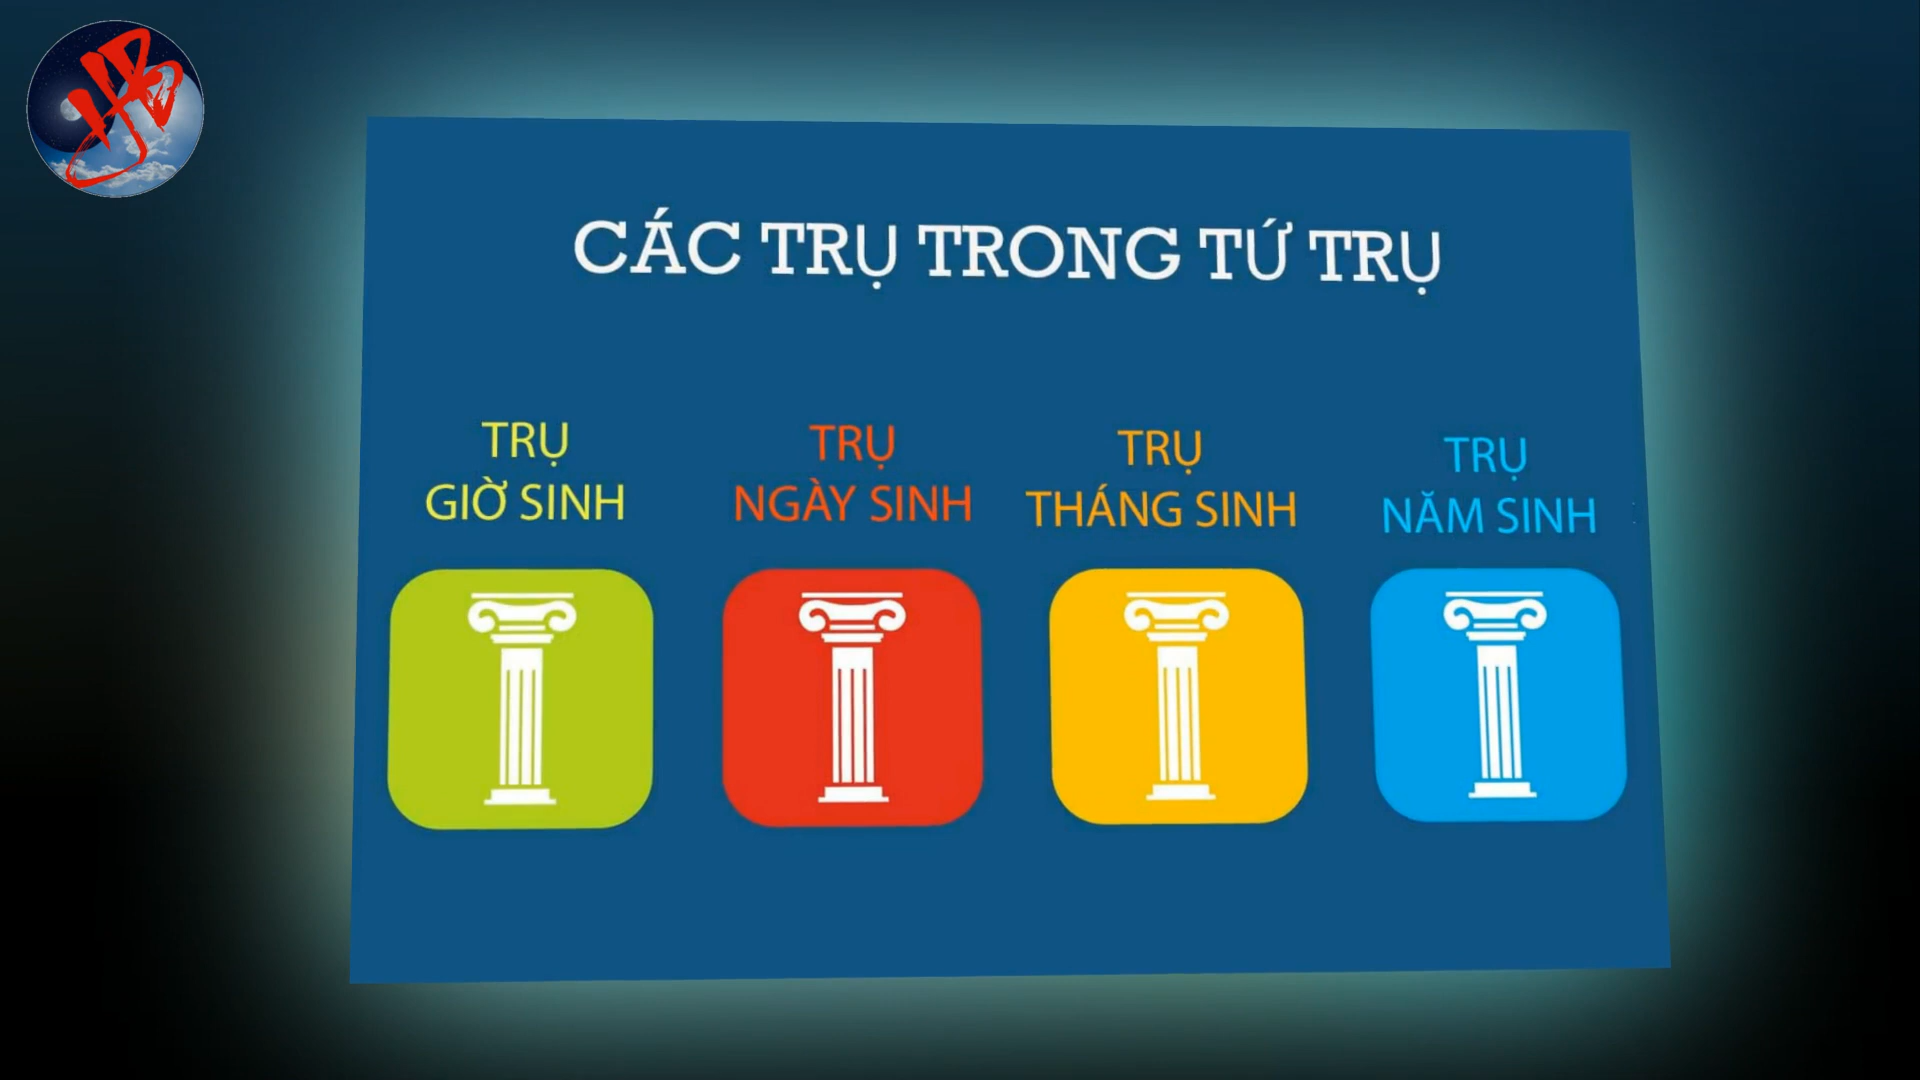 CÁC TRỤ TRONG TỨ TRỤ
TRỤ
GIỜ SINH
TRỤ
NGÀY SINH
TRỤ
THÁNG SINH
TRỤ
NĂM SINH